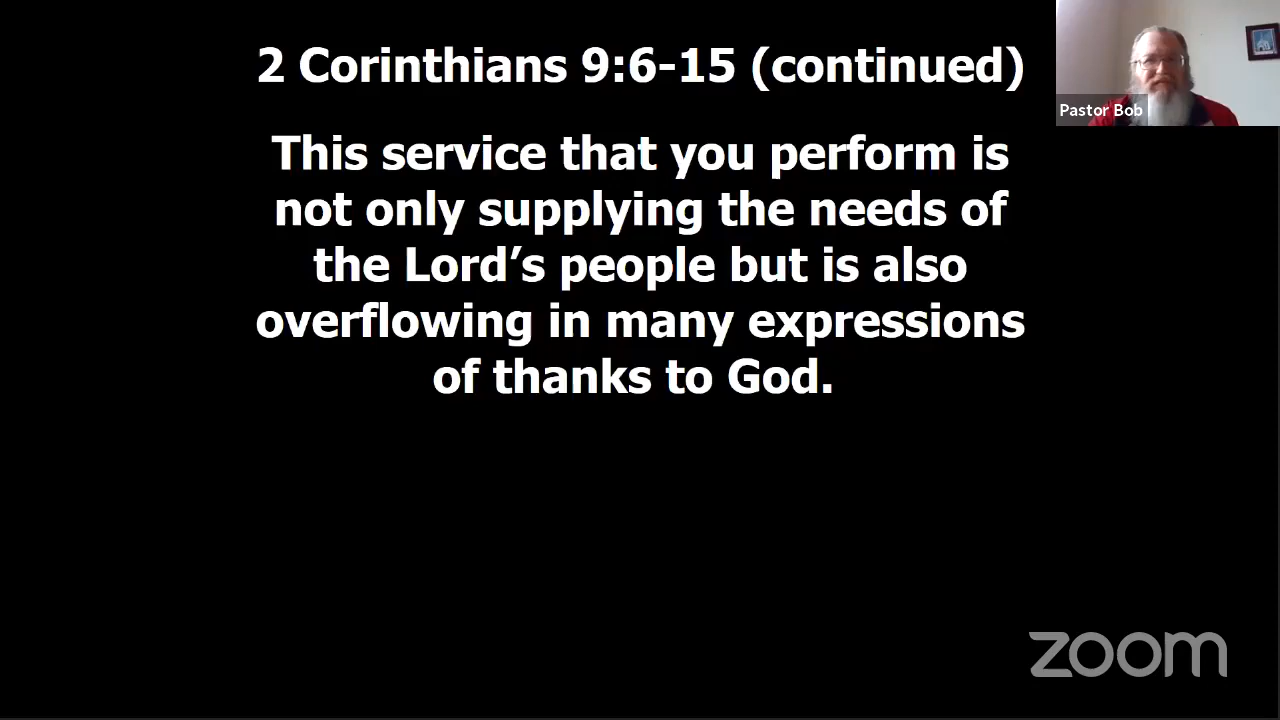 2 Corinthians 9:6-15 (continued)
Pastor Bob
This service that you perform is
not only supplying the needs of
the Lord’s people but is also
overflowing in many expressions
of thanks to God.
zoom